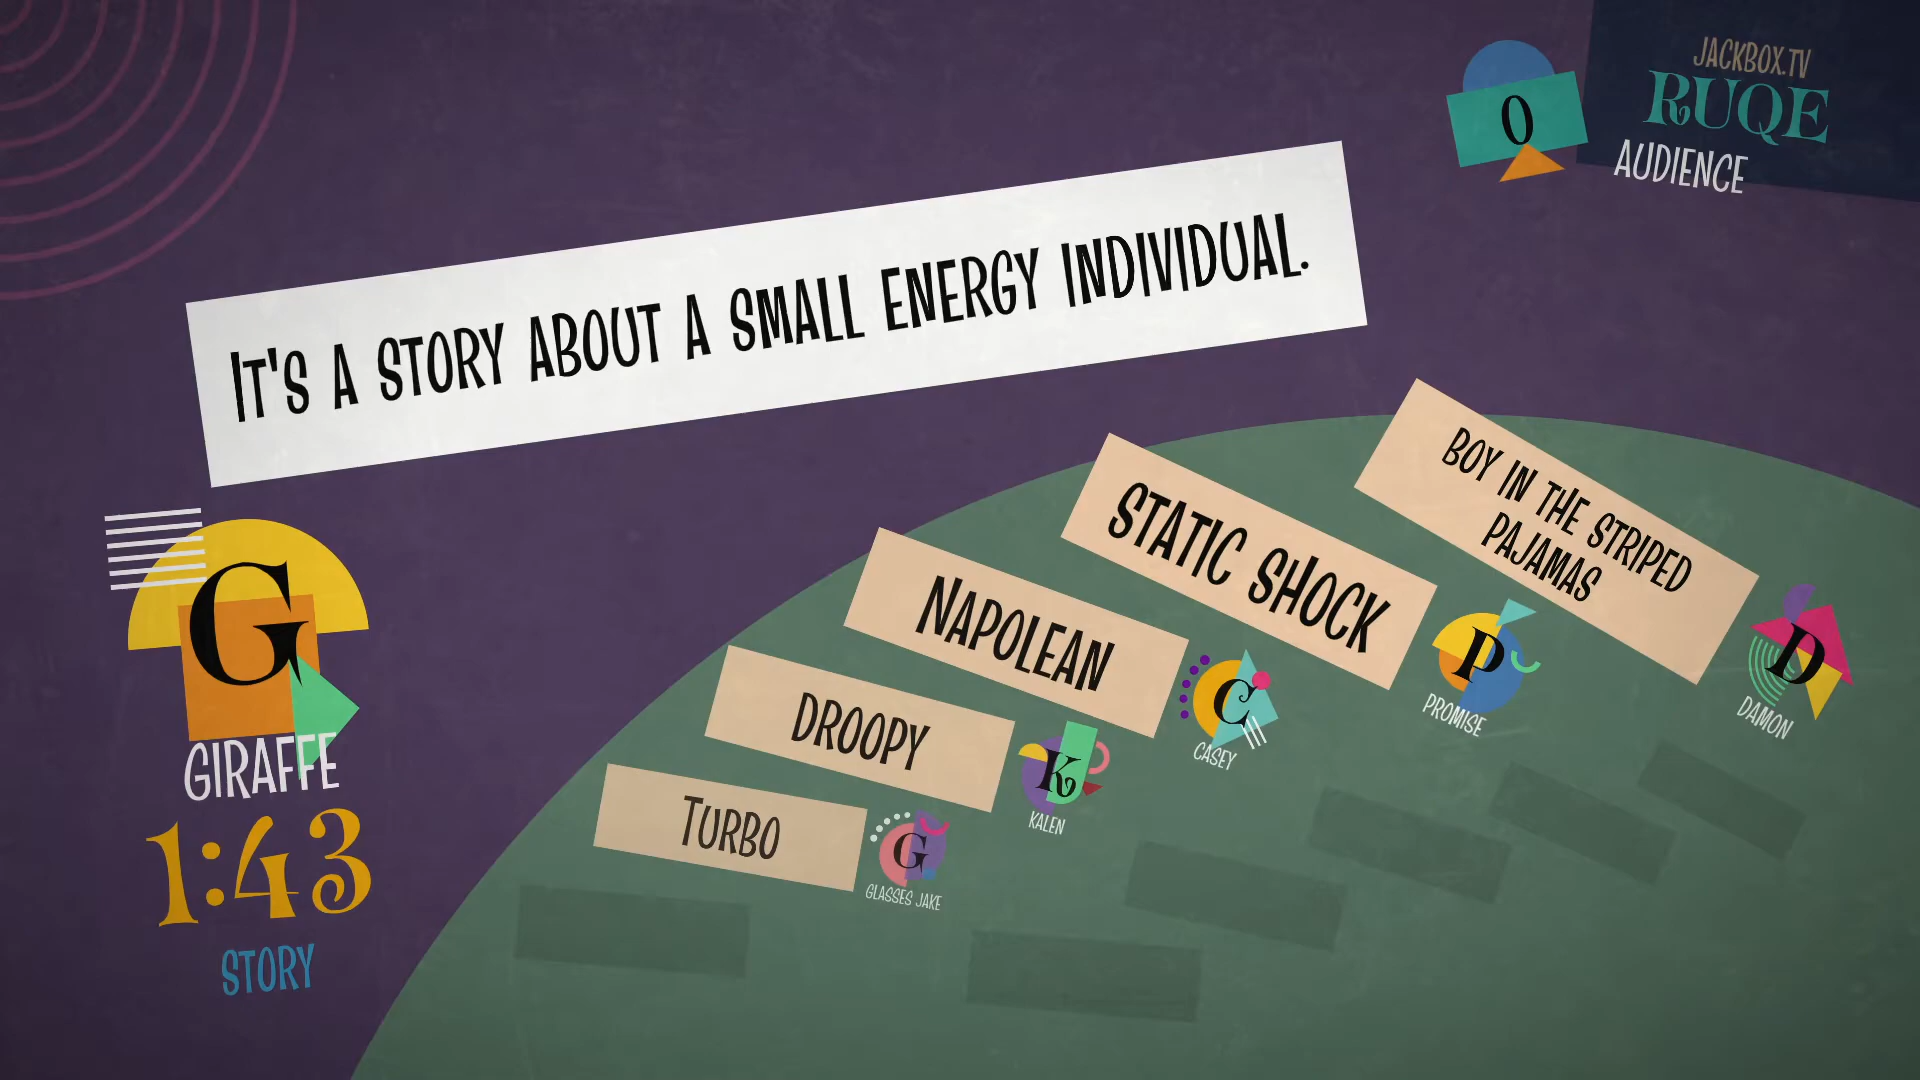 JACKBOX.TV
RUQE
0
AUDIENCE
It's a story about a small energy individual.
BOY IN THE STRIPED
PAJAMAS
D
DAMON
STATIC SHOCK
P
PROMISE
NAPOLEAN
C
CASEY
DROOPY
K
KALEN
TURBO
G
GLASSES JAKE
G
GIRAFFE
1:43
STORY